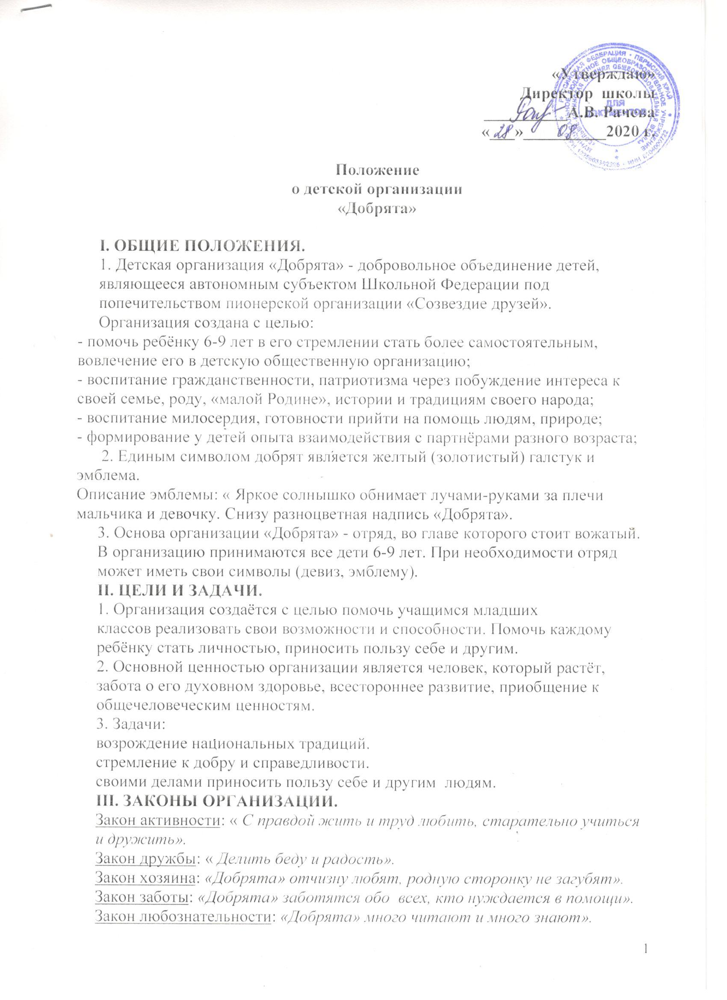 «Утверждаю»
Директор школы
А.В. Рачева
«28» 08 2020 г.
РОССИЙСКАЯ ФЕДЕРАЦИЯ * ПЕРМСКИЙ КРАЙ
БЮДЖЕТНОЕ ОБЩЕОБРАЗОВАТЕЛЬНОЕ УЧРЕЖДЕНИЕ
ОБЩЕОБРАЗОВАТЕЛЬНАЯ
ДЛЯ
ДОКУМЕНТОВ
Положение
о детской организации
«Добрята»
I. ОБЩИЕ ПОЛОЖЕНИЯ.
1. Детская организация «Добрята» - добровольное объединение детей,
являющееся автономным субъектом Школьной Федерации под
попечительством пионерской организации «Созвездие друзей».
Организация создана с целью:
- помочь ребёнку 6-9 лет в его стремлении стать более самостоятельным,
вовлечение его в детскую общественную организацию;
- воспитание гражданственности, патриотизма через побуждение интереса к
своей семье, роду, «малой Родине», истории и традициям своего народа;
- воспитание милосердия, готовности прийти на помощь людям, природе;
- формирование у детей опыта взаимодействия с партнёрами разного возраста;
2. Единым символом добрят является желтый (золотистый) галстук и
эмблема.
Описание эмблемы: « Яркое солнышко обнимает лучами-руками за плечи
мальчика и девочку. Снизу разноцветная надпись «Добрята».
3. Основа организации «Добрята» - отряд, во главе которого стоит вожатый.
В организацию принимаются все дети 6-9 лет. При необходимости отряд
может иметь свои символы (девиз, эмблему).
II. ЦЕЛИ И ЗАДАЧИ.
1. Организация создаётся с целью помочь учащимся младших
классов реализовать свои возможности и способности. Помочь каждому
ребёнку стать личностью, приносить пользу себе и другим.
2. Основной ценностью организации является человек, который растёт,
забота о его духовном здоровье, всестороннее развитие, приобщение к
общечеловеческим ценностям.
3. Задачи:
возрождение национальных традиций.
стремление к добру и справедливости.
своими делами приносить пользу себе и другим людям.
III. ЗАКОНЫ ОРГАНИЗАЦИИ.
Закон активности: « С правдой жить и труд любить, старательно учиться
и дружить».
Закон дружбы: « Делить беду и радость».
Закон хозяина: «Добрята» отчизну любят, родную сторонку не загубят».
Закон заботы: «Добрята» заботятся обо всех, кто нуждается в помощи».
Закон любознательности: «Добрята» много читают и много знают».
1